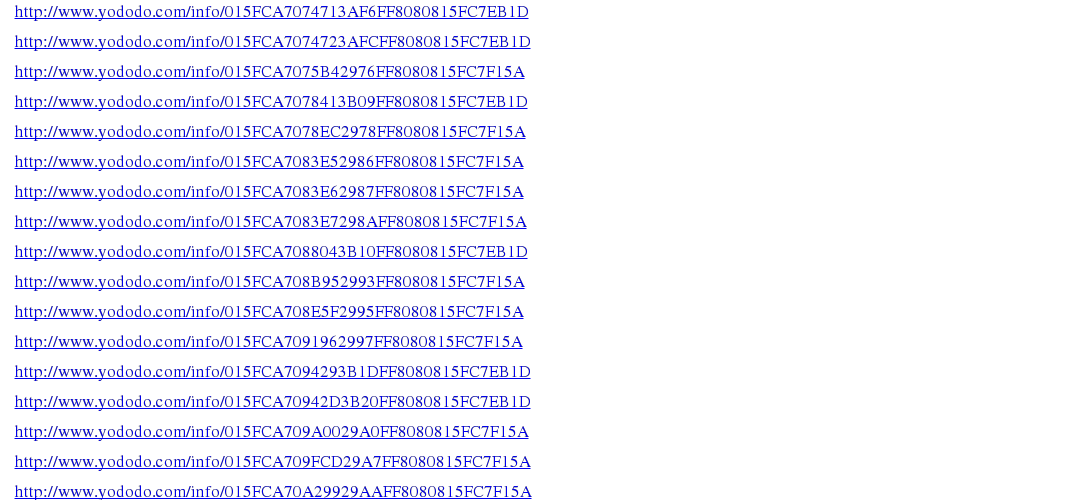 http://www.yododo.com/info/015FCA7074713AF6FF8080815FC7EB1D
http://www.yododo.com/info/015FCA7074723AFCFF8080815FC7EB1D
http://www.yododo.com/info/015FCA7075B42976FF8080815FC7F15A
http://www.yododo.com/info/015FCA7078413B09FF8080815FC7EB1D
http://www.yododo.com/info/015FCA7078EC2978FF8080815FC7F15A
http://www.yododo.com/info/015FCA7083E52986FF8080815FC7F15A
http://www.yododo.com/info/015FCA7083E62987FF8080815FC7F15A
http://www.yododo.com/info/015FCA7083E7298AFF8080815FC7F15A
http://www.yododo.com/info/015FCA7088043B10FF8080815FC7EB1D
http://www.yododo.com/info/015FCA708B952993FF8080815FC7F15A
http://www.yododo.com/info/015FCA708E5F2995FF8080815FC7F15A
http://www.yododo.com/info/015FCA7091962997FF8080815FC7F15A
http://www.yododo.com/info/015FCA7094293B1DFF8080815FC7EB1D
http://www.yododo.com/info/015FCA70942D3B20FF8080815FC7EB1D
http://www.yododo.com/info/015FCA709A0029A0FF8080815FC7F15A
http://www.yododo.com/info/015FCA709FCD29A7FF8080815FC7F15A
http://www.yododo.com/info/015FCA70A29929AAFF8080815FC7F15A